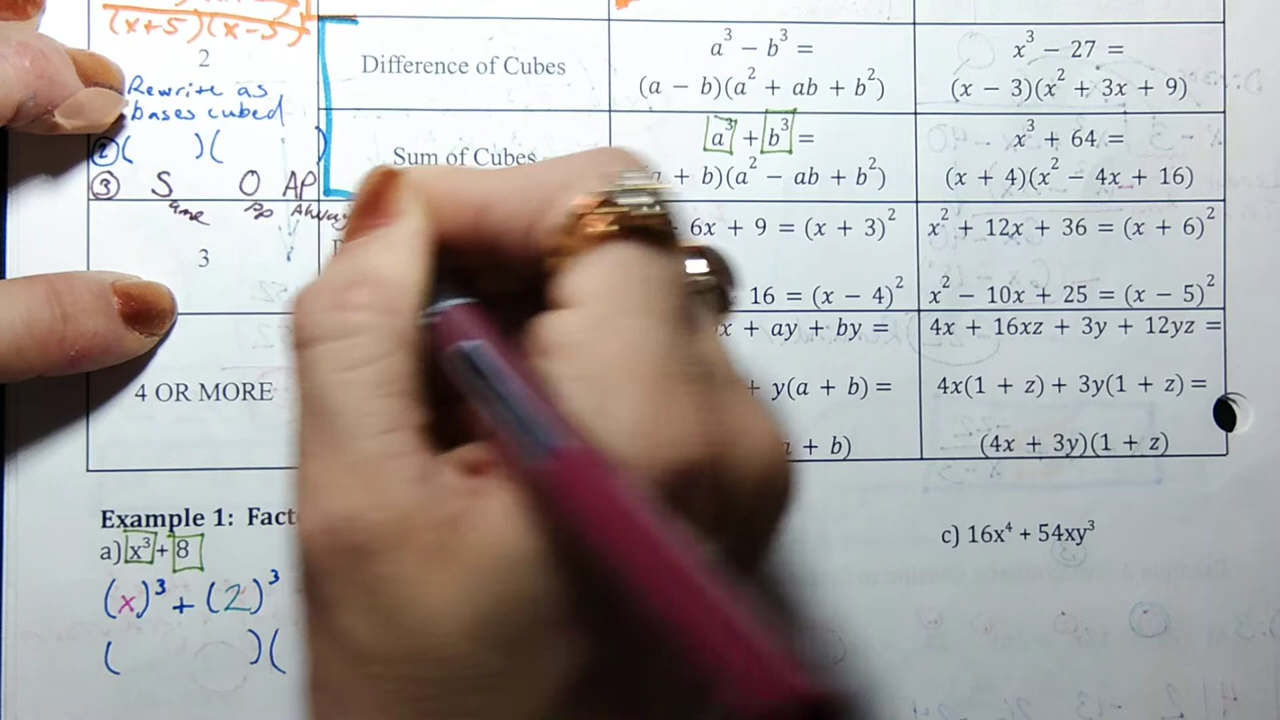 (x+5)(x-5)
2
Rewrite as
bases cubed
②( )( )
③ S O AP
ame pp Always
Difference of Cubes
a³ − b³ =
(a − b)(a² + ab + b²)
x³ − 27 =
(x − 3)(x² + 3x + 9)
Sum of Cubes
a³ + b³ =
+ b)(a² − ab + b²)
x³ + 64 =
(x + 4)(x² − 4x + 16)
3
6x + 9 = (x + 3)²
16 = (x − 4)²
x² + 12x + 36 = (x + 6)²
x² − 10x + 25 = (x − 5)²
4 OR MORE
x + ay + by =
+ y(a + b) =
+ b)
4x + 16xz + 3y + 12yz =
4x(1 + z) + 3y(1 + z) =
(4x + 3y)(1 + z)
Example 1: Fact
a) x³ + 8
(x)³ + (2)³
( )(
c) 16x⁴ + 54xy³